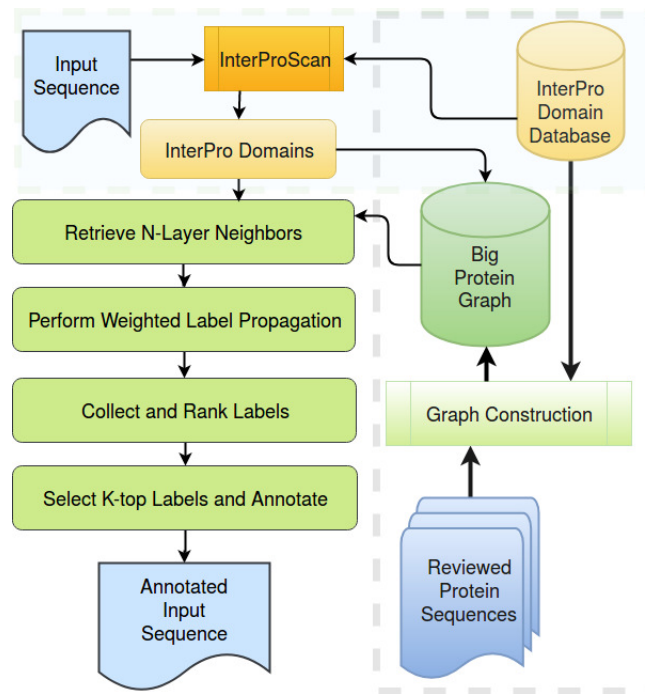 Input
Sequence
InterProScan
InterPro
Domain
Database
InterPro Domains
Retrieve N-Layer Neighbors
Big
Protein
Graph
Perform Weighted Label Propagation
Collect and Rank Labels
Graph Construction
Select K-top Labels and Annotate
Annotated
Input
Sequence
Reviewed
Protein
Sequences